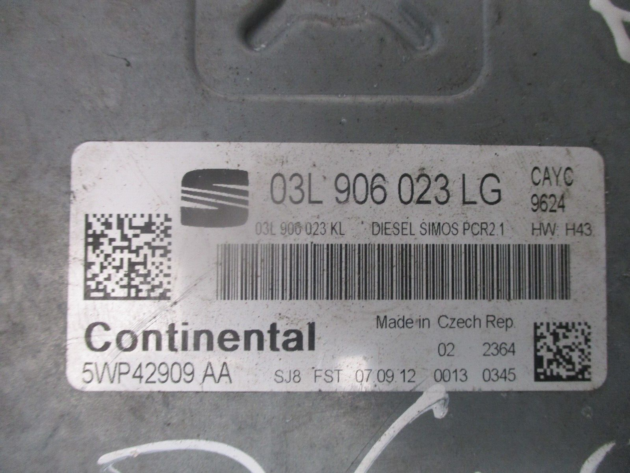 03L 906 023 LG CAYC
9624
03L 906 023 KL DIESEL SIMOS PCR2.1 HW: H43
Continental Made in Czech Rep.
02 2364
5WP42909 AA SJ8 FST 07.09.12 0013 0345